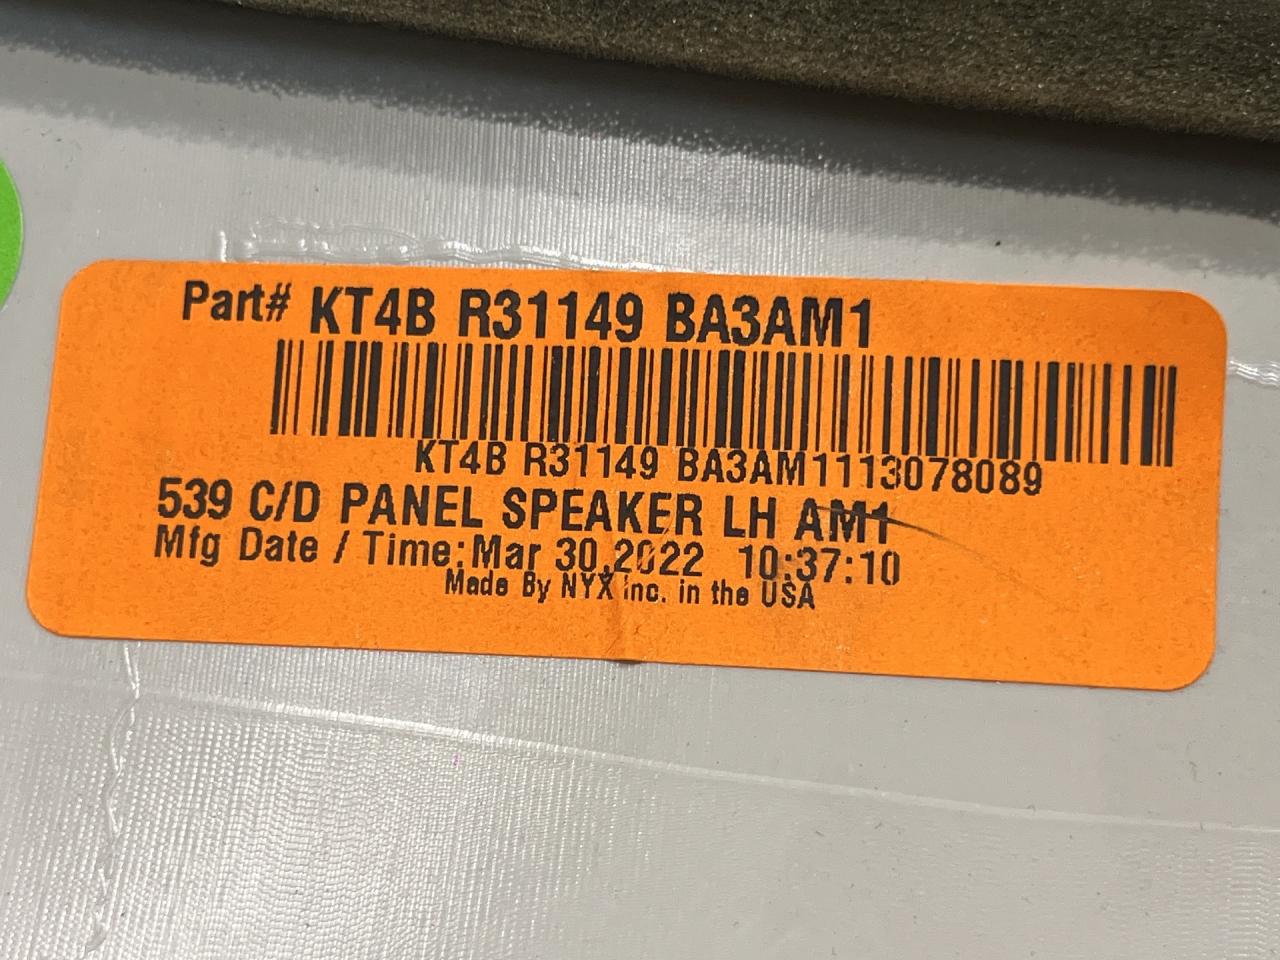 Part# KT4B R31149 BA3AM1
KT4B R31149 BA3AM1113078089
539 C/D PANEL SPEAKER LH AM1
Mfg Date / Time:Mar 30,2022 10:37:10
Made By NYX Inc. in the USA